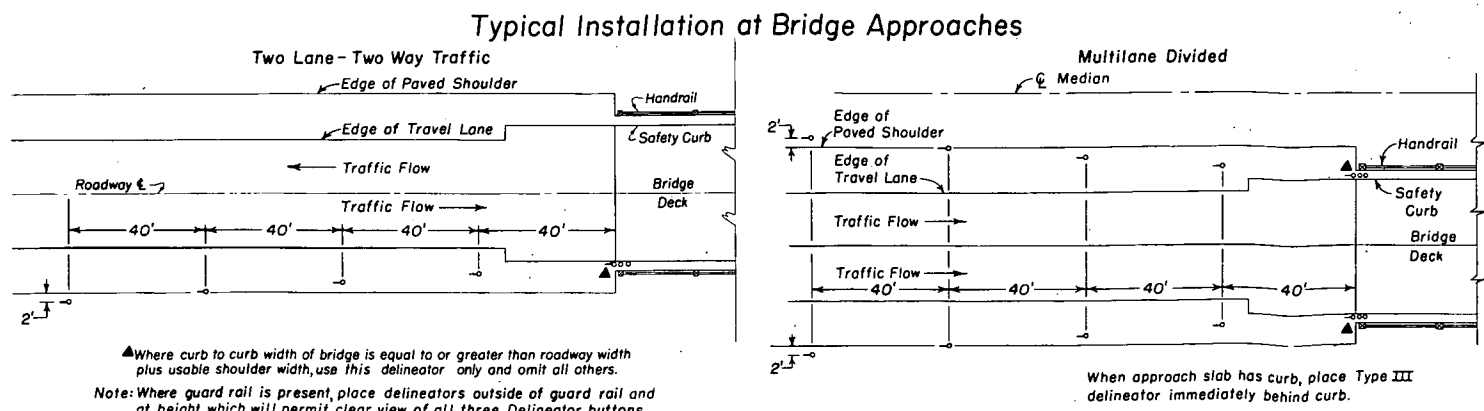 Typical Installation at Bridge Approaches
Two Lane - Two Way Traffic
Edge of Paved Shoulder
Handrail
Edge of Travel Lane
Safety Curb
Traffic Flow
Roadway ℄
Bridge
Deck
Traffic Flow
40' 40' 40' 40'
2'
▲Where curb to curb width of bridge is equal to or greater than roadway width
plus usable shoulder width, use this delineator only and omit all others.
Note: Where guard rail is present, place delineators outside of guard rail and
at height which will permit clear view of all three Delineator buttons.
Multilane Divided
℄ Median
2'
Edge of
Paved Shoulder
Handrail
Edge of
Travel Lane
Safety
Curb
Traffic Flow
Bridge
Deck
Traffic Flow
40' 40' 40' 40'
2'
When approach slab has curb, place Type III
delineator immediately behind curb.